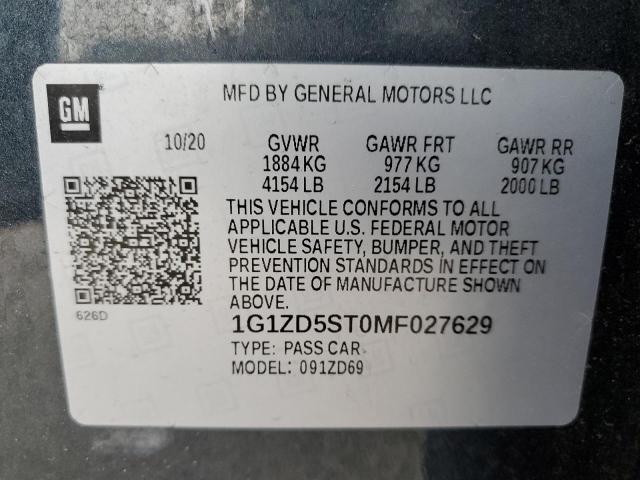 GM
MFD BY GENERAL MOTORS LLC
10/20 GVWR GAWR FRT GAWR RR
1884 KG 977 KG 907 KG
4154 LB 2154 LB 2000 LB
THIS VEHICLE CONFORMS TO ALL
APPLICABLE U.S. FEDERAL MOTOR
VEHICLE SAFETY, BUMPER, AND THEFT
PREVENTION STANDARDS IN EFFECT ON
THE DATE OF MANUFACTURE SHOWN
ABOVE.
626D
1G1ZD5ST0MF027629
TYPE: PASS CAR
MODEL: 091ZD69